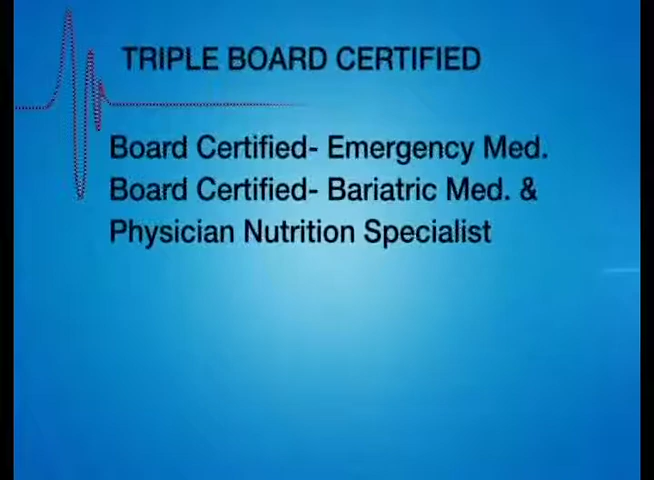 TRIPLE BOARD CERTIFIED
Board Certified- Emergency Med.
Board Certified- Bariatric Med. &
Physician Nutrition Specialist